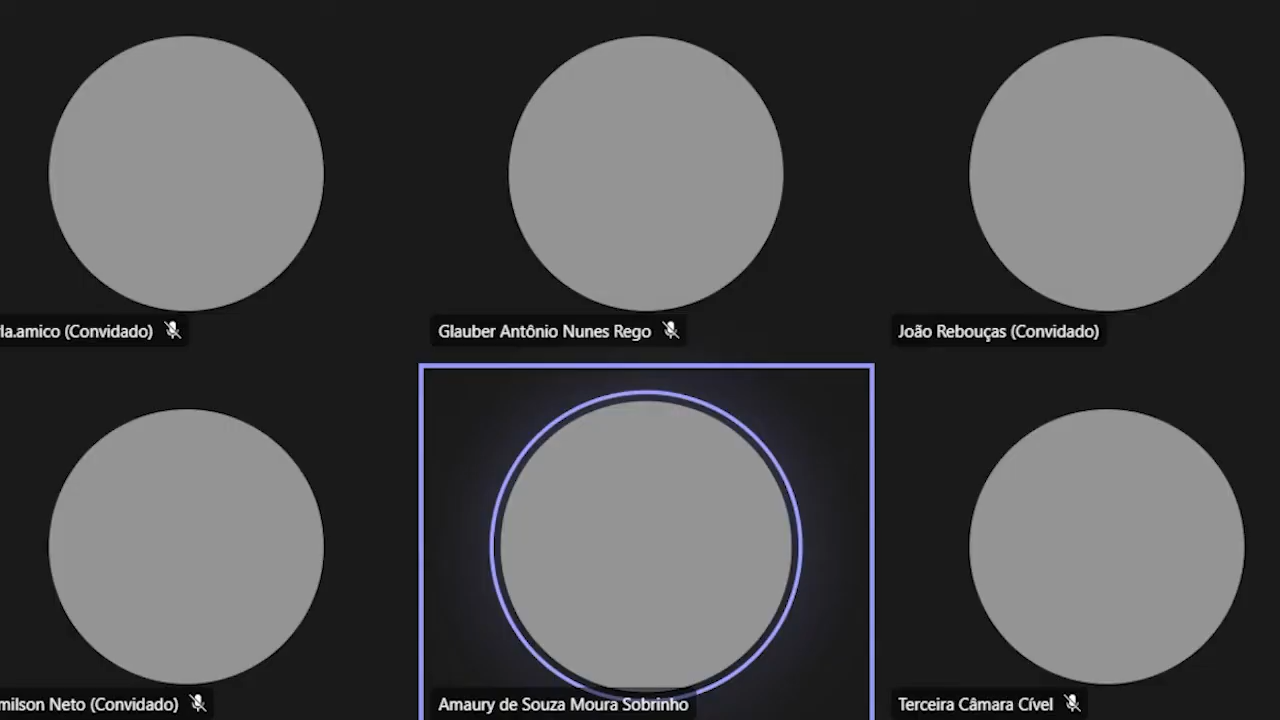 la.amico (Convidado)
Glauber Antônio Nunes Rego
João Rebouças (Convidado)
milson Neto (Convidado)
Amaury de Souza Moura Sobrinho
Terceira Câmara Cível